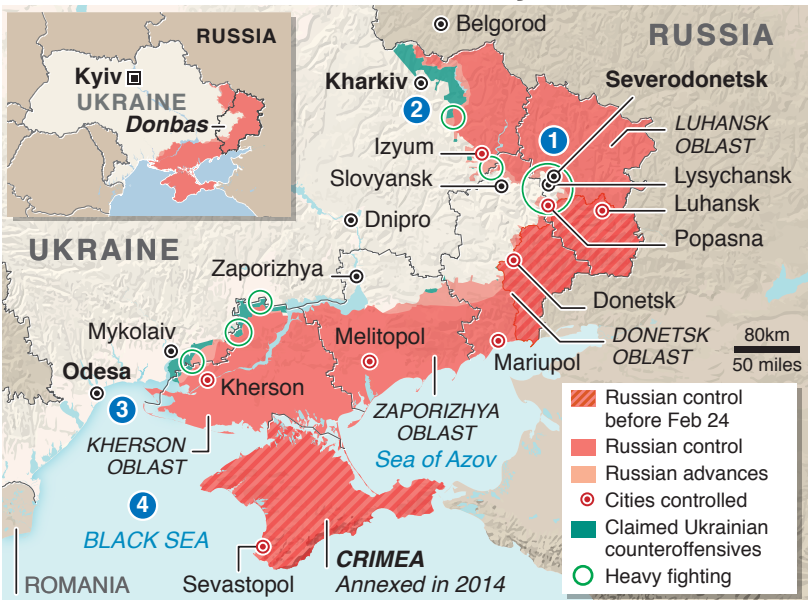 RUSSIA
Kyiv
UKRAINE
Donbas
Belgorod
RUSSIA
Kharkiv
Severodonetsk
2
1
LUHANSK
OBLAST
Izyum
Slovyansk
Lysychansk
Luhansk
Dnipro
Popasna
UKRAINE
Zaporizhya
Donetsk
Mykolaiv
Melitopol
DONETSK
OBLAST
80km
50 miles
Odesa
Kherson
Mariupol
3
ZAPORIZHYA
OBLAST
KHERSON
OBLAST
Sea of Azov
4
BLACK SEA
CRIMEA
Annexed in 2014
Sevastopol
ROMANIA
Russian control
before Feb 24
Russian control
Russian advances
Cities controlled
Claimed Ukrainian
counteroffensives
Heavy fighting